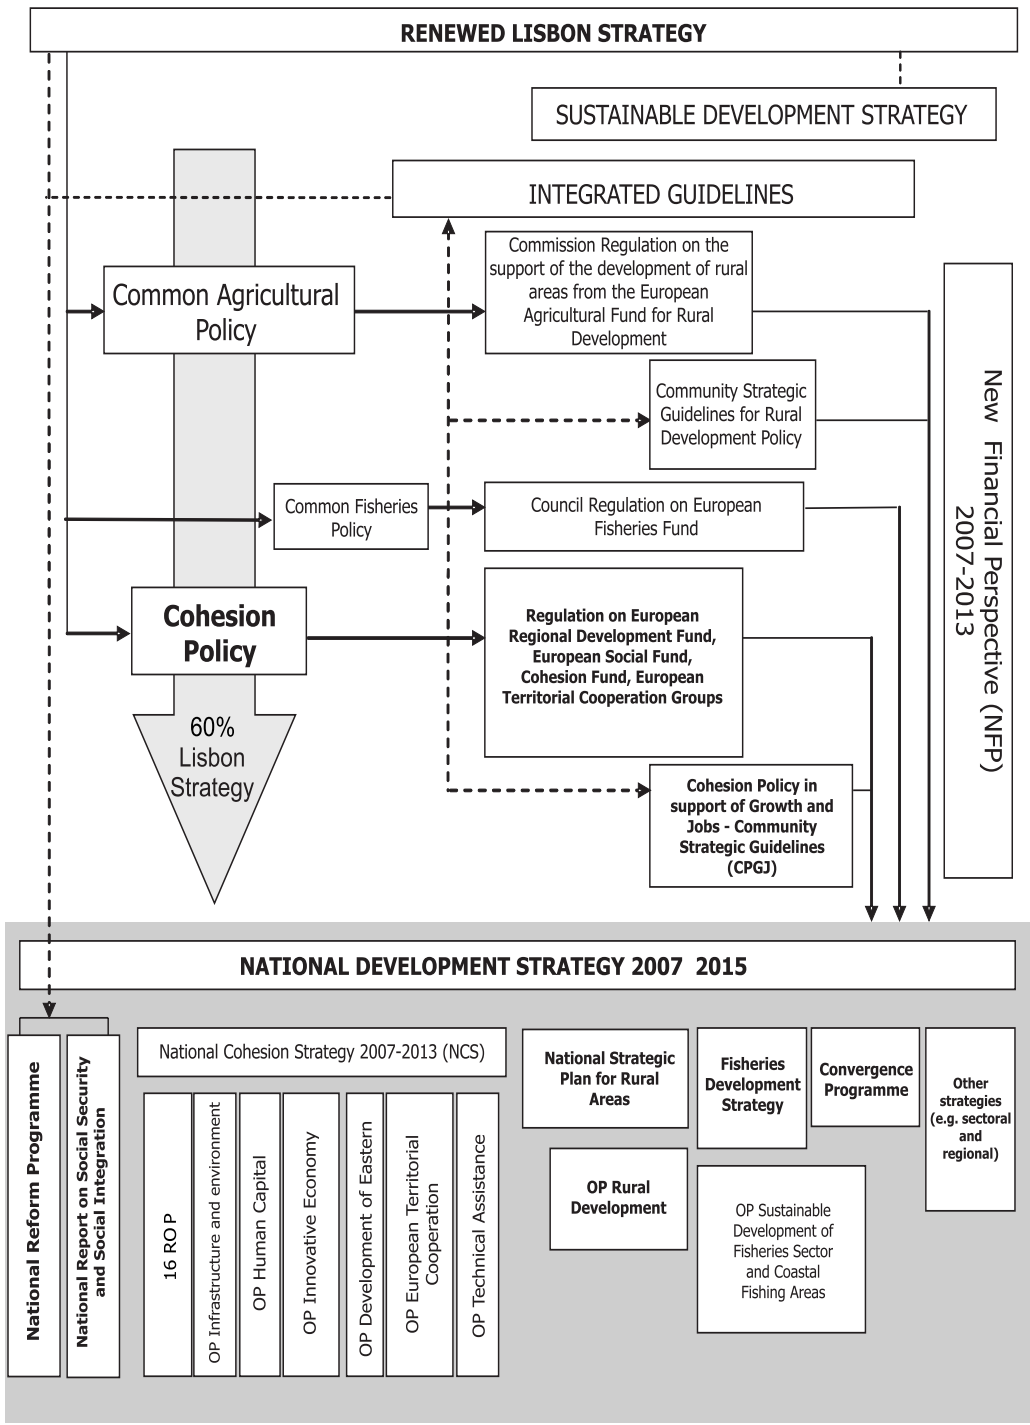 RENEWED LISBON STRATEGY
SUSTAINABLE DEVELOPMENT STRATEGY
INTEGRATED GUIDELINES
Common Agricultural
Policy
Commission Regulation on the
support of the development of rural
areas from the European
Agricultural Fund for Rural
Development
Community Strategic
Guidelines for Rural
Development Policy
Common Fisheries
Policy
Council Regulation on European
Fisheries Fund
Cohesion
Policy
Regulation on European
Regional Development Fund,
European Social Fund,
Cohesion Fund, European
Territorial Cooperation Groups
60%
Lisbon
Strategy
Cohesion Policy in
support of Growth and
Jobs - Community
Strategic Guidelines
(CPGJ)
New Financial Perspective (NFP)
2007-2013
NATIONAL DEVELOPMENT STRATEGY 2007 2015
National Reform Programme
National Report on Social Security
and Social Integration
National Cohesion Strategy 2007-2013 (NCS)
16 ROP
OP Infrastructure and environment
OP Human Capital
OP Innovative Economy
OP Development of Eastern
OP European Territorial
Cooperation
OP Technical Assistance
National Strategic
Plan for Rural
Areas
OP Rural
Development
Fisheries
Development
Strategy
OP Sustainable
Development of
Fisheries Sector
and Coastal
Fishing Areas
Convergence
Programme
Other
strategies
(e.g. sectoral
and
regional)